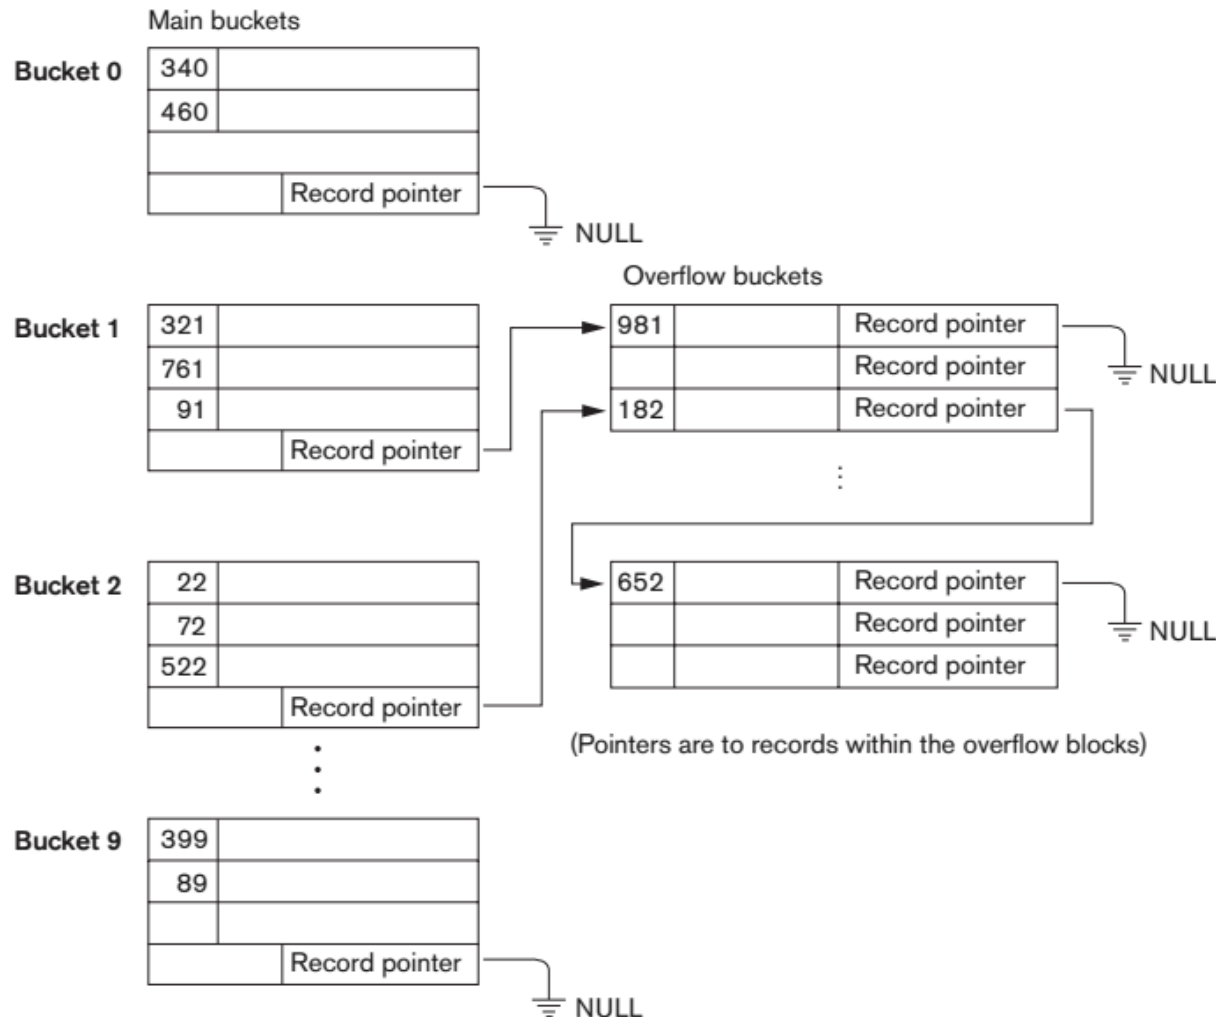 Main buckets
Bucket 0
340
460
Record pointer
NULL
Overflow buckets
Bucket 1
321
761
91
Record pointer
981 Record pointer
NULL
Record pointer
182 Record pointer
Bucket 2
22
72
522
Record pointer
652 Record pointer
NULL
Record pointer
Record pointer
(Pointers are to records within the overflow blocks)
Bucket 9
399
89
Record pointer
NULL